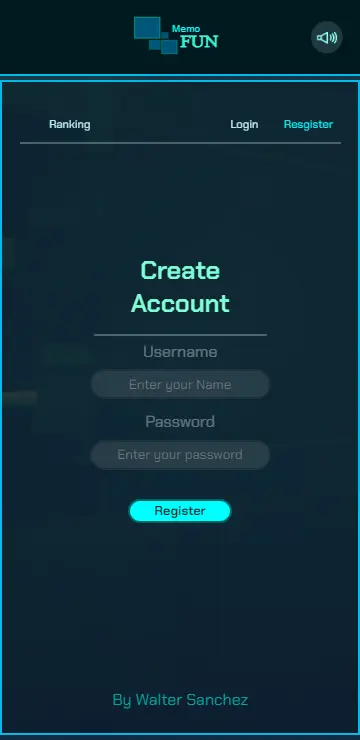 Memo
FUN
Ranking Login Resgister
Create
Account
Username
Enter your Name
Password
Enter your password
Register
By Walter Sanchez